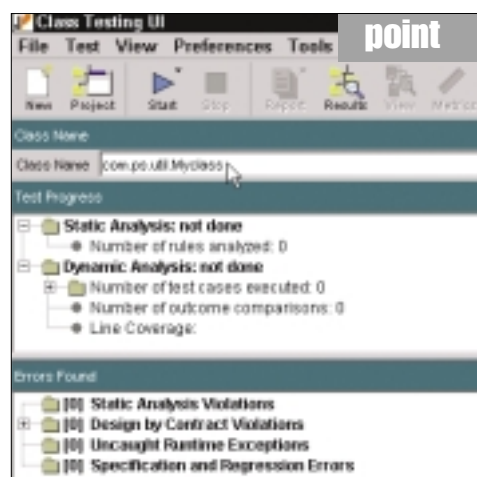 Class Testing UI
point
File Test View Preferences Tools
New Project Start Stop Report Results View Metrics
Class Name
Class Name com.ps.util.Myclass
Test Progress
Static Analysis: not done
Number of rules analyzed: 0
Dynamic Analysis: not done
Number of test cases executed: 0
Number of outcome comparisons: 0
Line Coverage:
Errors Found
[0] Static Analysis Violations
[0] Design by Contract Violations
[0] Uncaught Runtime Exceptions
[0] Specification and Regression Errors